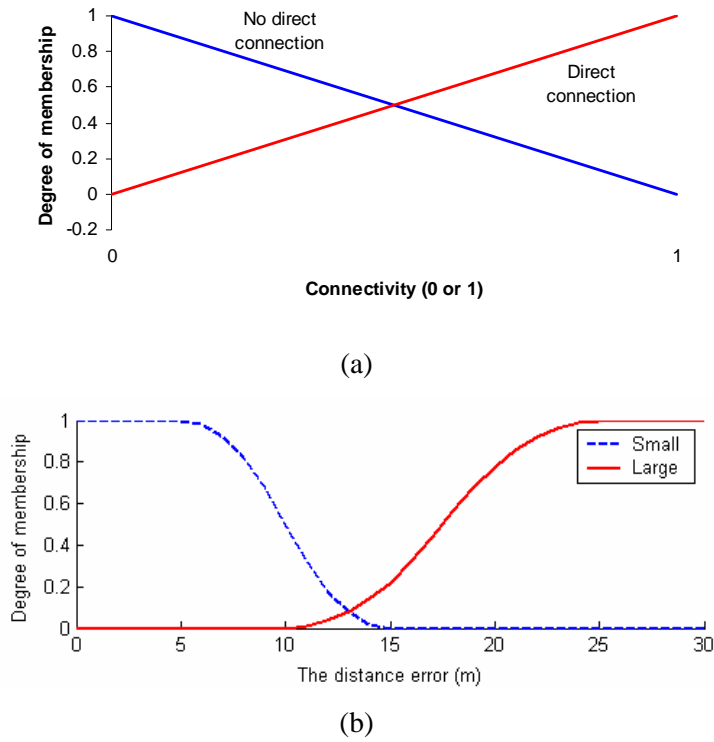 No direct
connection
Direct
connection
Degree of membership
1
0.8
0.6
0.4
0.2
0
-0.2
0
1
Connectivity (0 or 1)
(a)
Degree of membership
1
0.8
0.6
0.4
0.2
0
Small
Large
0 5 10 15 20 25 30
The distance error (m)
(b)